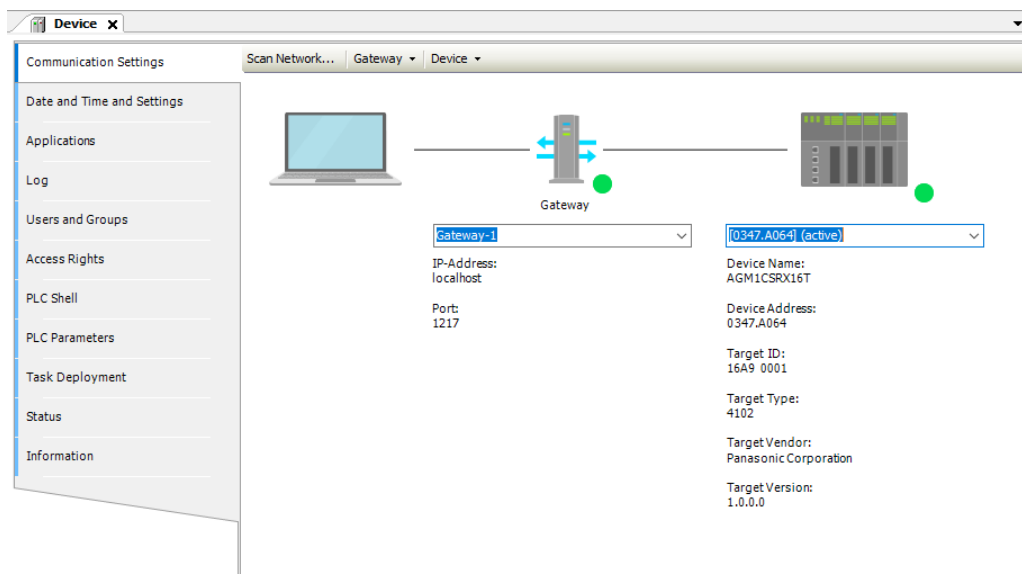 Device
Communication Settings
Scan Network... Gateway Device
Date and Time and Settings
Applications
Log
Users and Groups
Access Rights
PLC Shell
PLC Parameters
Task Deployment
Status
Information
Gateway
Gateway-1
IP-Address:
localhost
Port:
1217
[0347.A064] (active)
Device Name:
AGM1CSRX16T
Device Address:
0347.A064
Target ID:
16A9 0001
Target Type:
4102
Target Vendor:
Panasonic Corporation
Target Version:
1.0.0.0